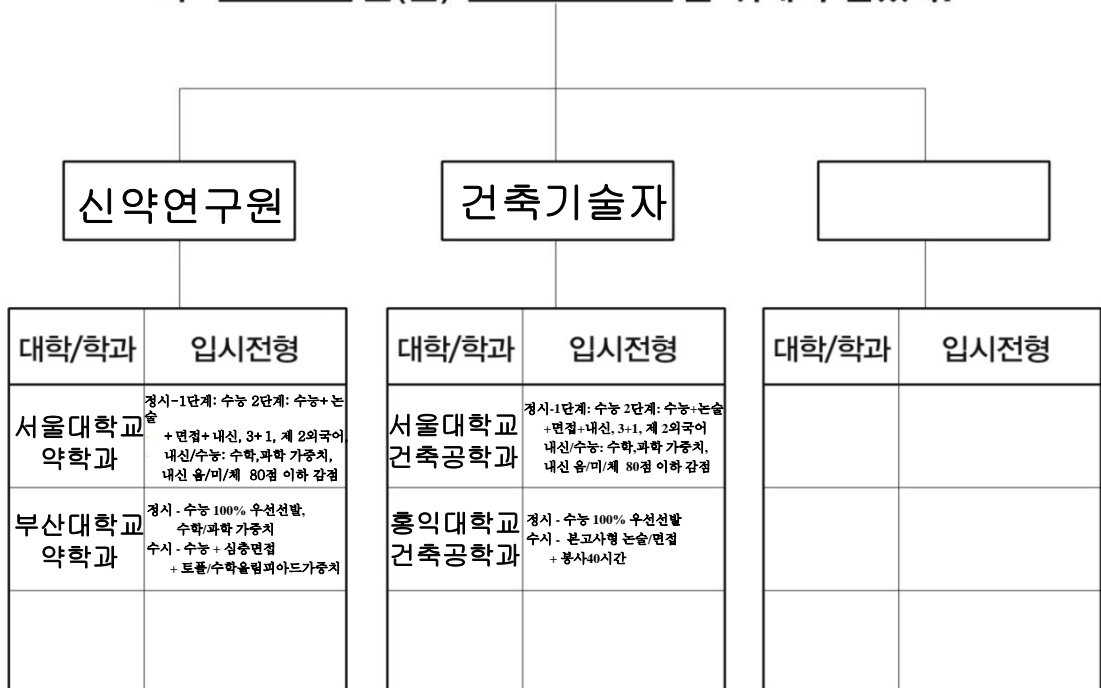 신약연구원
건축기술자
대학/학과 입시전형
서울대학교
약학과
정시-1단계: 수능 2단계: 수능+논
술
+면접+내신, 3+1, 제 2외국어,
내신/수능: 수학,과학 가중치,
내신 음/미/체 80점 이하 감점
부산대학교
약학과
정시 - 수능 100% 우선선발,
수학/과학 가중치
수시 - 수능 + 심층면접
+ 토플/수학올림피아드가중치
대학/학과 입시전형
서울대학교
건축공학과
정시-1단계: 수능 2단계: 수능+논술
+면접+내신, 3+1, 제 2외국어
내신/수능: 수학,과학 가중치,
내신 음/미/체 80점 이하 감점
홍익대학교
건축공학과
정시 - 수능 100% 우선선발
수시 - 본고사형 논술/면접
+ 봉사40시간
대학/학과 입시전형